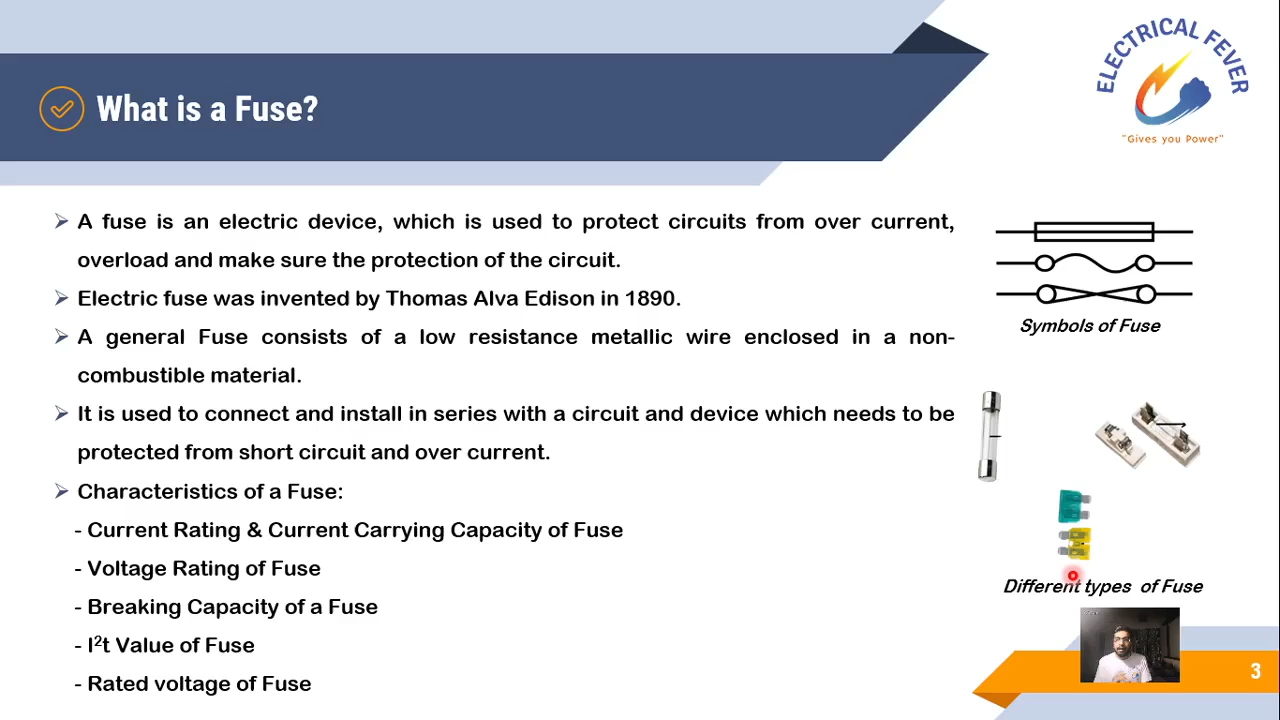 ELECTRICAL FEVER
"Gives you Power"
What is a Fuse?
A fuse is an electric device, which is used to protect circuits from over current,
overload and make sure the protection of the circuit.
Electric fuse was invented by Thomas Alva Edison in 1890.
A general Fuse consists of a low resistance metallic wire enclosed in a non-
combustible material.
It is used to connect and install in series with a circuit and device which needs to be
protected from short circuit and over current.
Characteristics of a Fuse:
- Current Rating & Current Carrying Capacity of Fuse
- Voltage Rating of Fuse
- Breaking Capacity of a Fuse
- I²t Value of Fuse
- Rated voltage of Fuse
Symbols of Fuse
Different types of Fuse
3